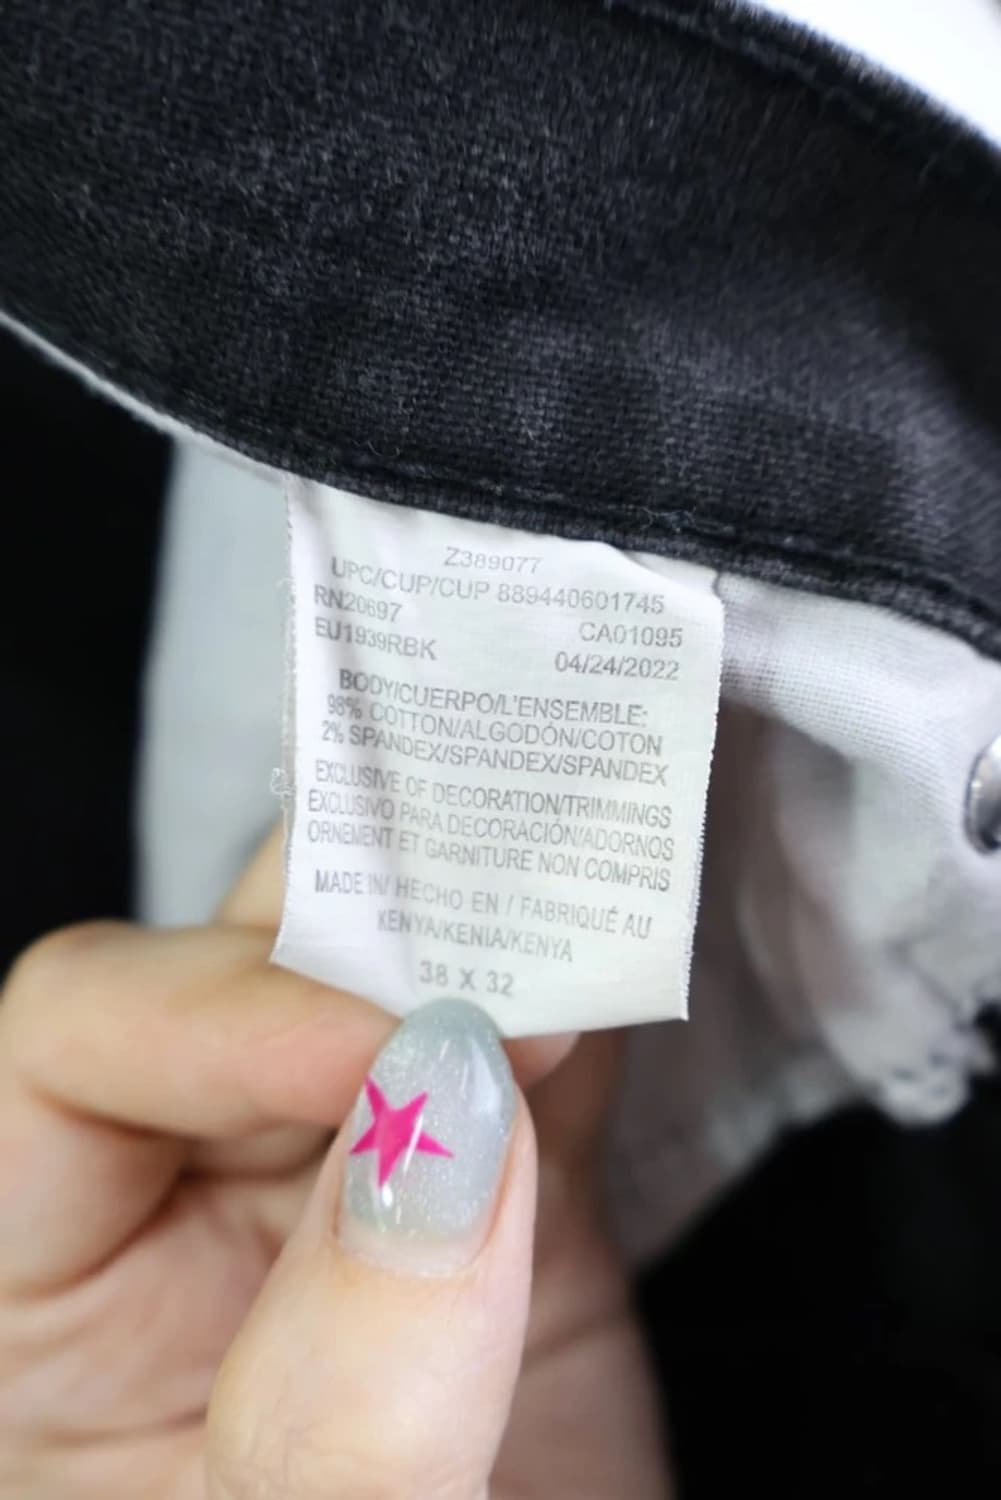 Z389077
UPC/CUP/CUP 889440601745
RN20697 CA01095
EU1939RBK 04/24/2022
BODY/CUERPO/L'ENSEMBLE:
98% COTTON/ALGODÓN/COTON
2% SPANDEX/SPANDEX/SPANDEX
EXCLUSIVE OF DECORATION/TRIMMINGS
EXCLUSIVO PARA DECORACIÓN/ADORNOS
ORNEMENT ET GARNITURE NON COMPRIS
MADE IN/ HECHO EN / FABRIQUÉ AU
KENYA/KENIA/KENYA
38 X 32